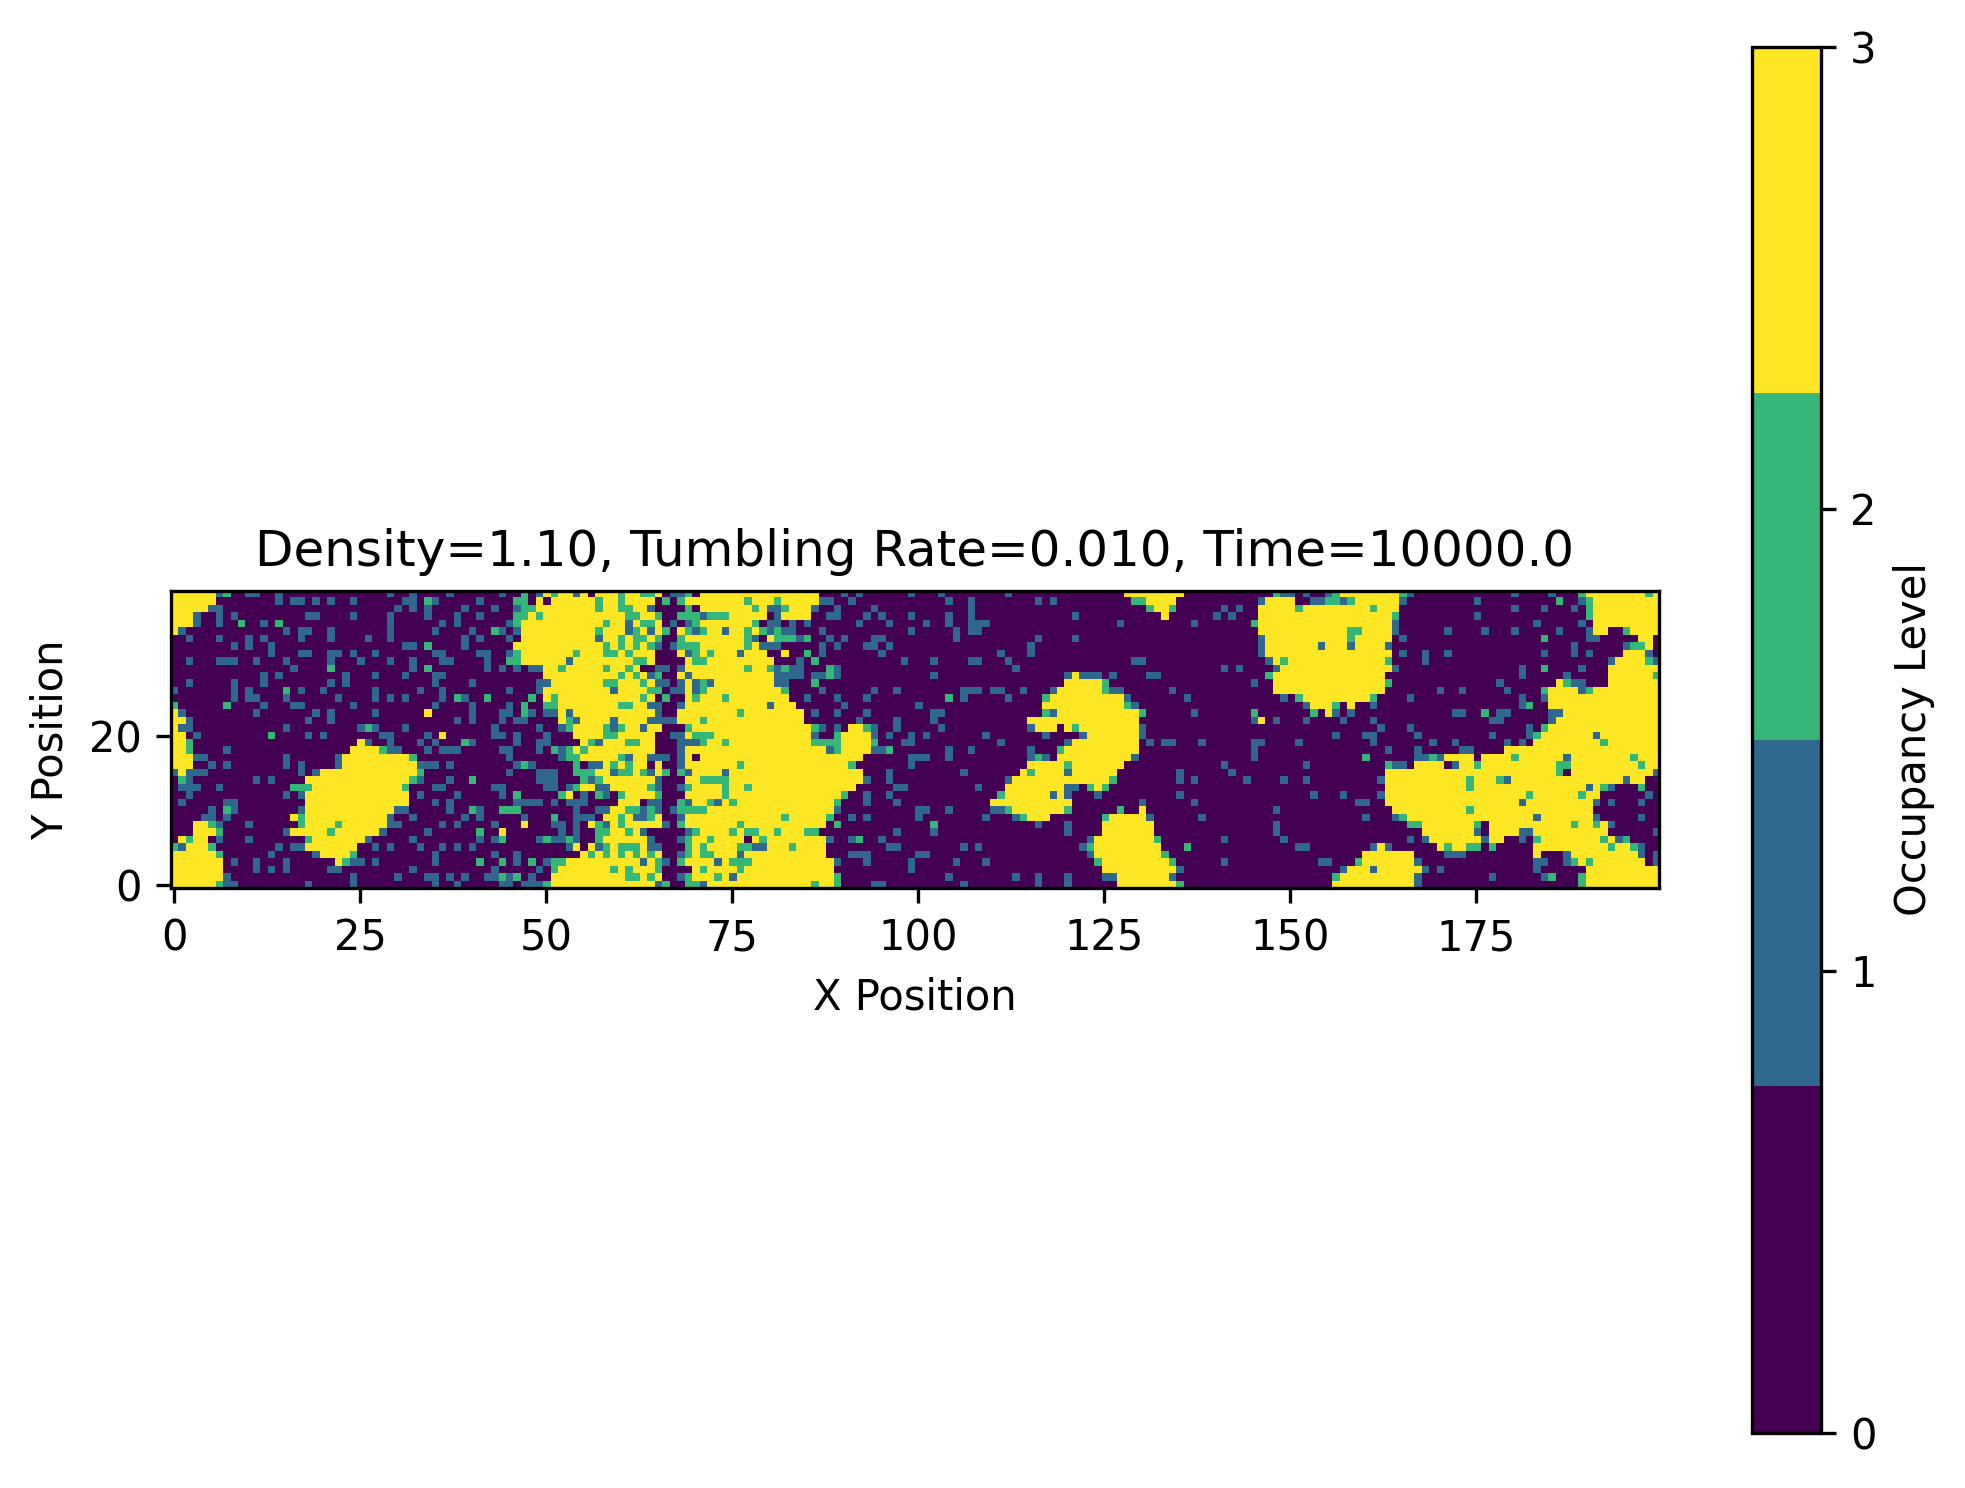 Density=1.10, Tumbling Rate=0.010, Time=10000.0
Y Position
20
0
0 25 50 75 100 125 150 175
X Position
3
2
1
0
Occupancy Level